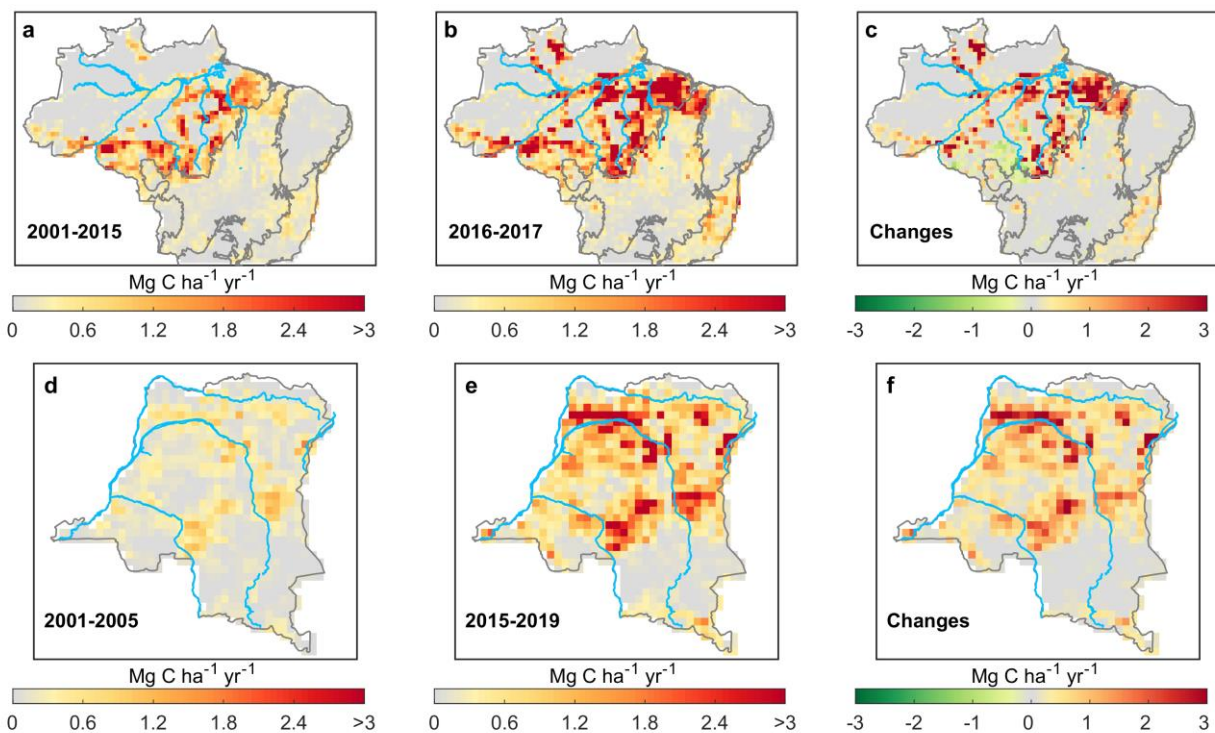 a
b
c
2001-2015
2016-2017
Changes
Mg C ha⁻¹ yr⁻¹
Mg C ha⁻¹ yr⁻¹
Mg C ha⁻¹ yr⁻¹
0 0.6 1.2 1.8 2.4 >3
0 0.6 1.2 1.8 2.4 >3
-3 -2 -1 0 1 2 3
d
e
f
2001-2005
2015-2019
Changes
Mg C ha⁻¹ yr⁻¹
Mg C ha⁻¹ yr⁻¹
Mg C ha⁻¹ yr⁻¹
0 0.6 1.2 1.8 2.4 >3
0 0.6 1.2 1.8 2.4 >3
-3 -2 -1 0 1 2 3